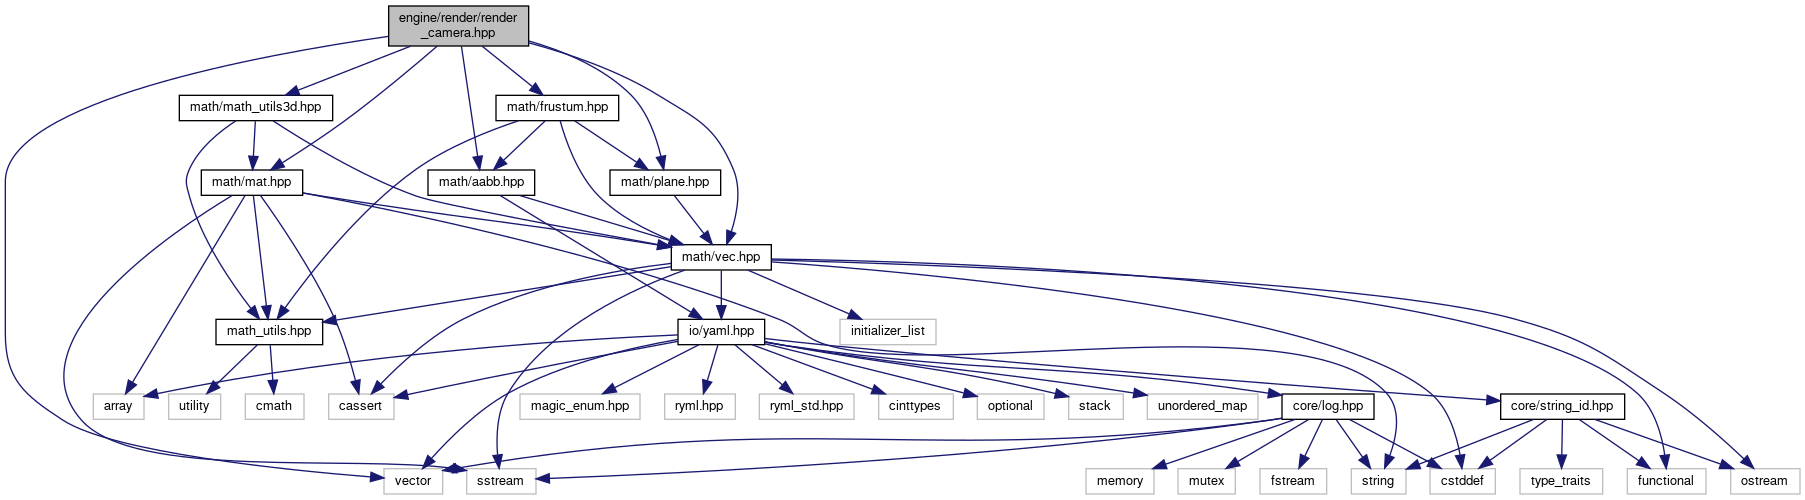 engine/render/render
_camera.hpp
math/math_utils3d.hpp
math/frustum.hpp
math/mat.hpp
math/aabb.hpp
math/plane.hpp
math/vec.hpp
math_utils.hpp
io/yaml.hpp
initializer_list
array
utility
cmath
cassert
magic_enum.hpp
ryml.hpp
ryml_std.hpp
cinttypes
optional
stack
unordered_map
core/log.hpp
core/string_id.hpp
vector
sstream
memory
mutex
fstream
string
cstddef
type_traits
functional
ostream